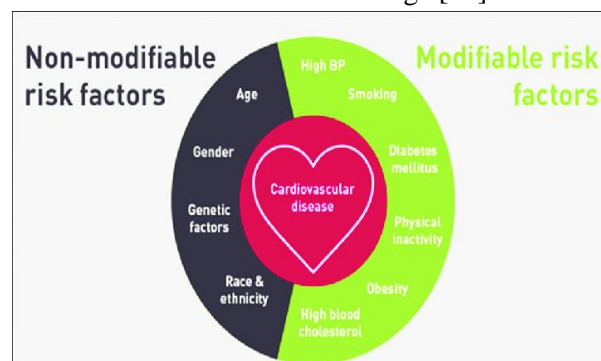 Non-modifiable
risk factors
Modifiable risk
factors
High BP
Age
Smoking
Gender
Diabetes
mellitus
Cardiovascular
disease
Genetic
factors
Physical
inactivity
Race &
ethnicity
Obesity
High blood
cholesterol